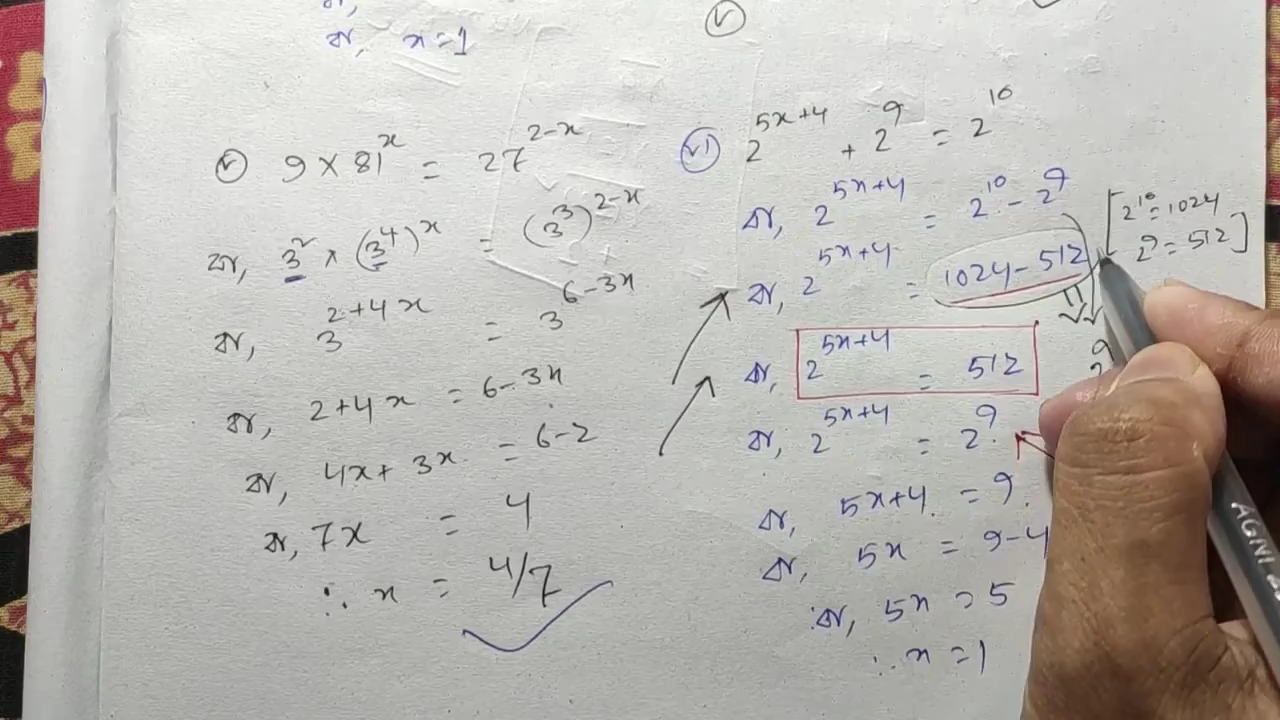 বা, x = 1
(v)
(v) 9 × 81^x = 27^{2-x}
বা, 3^2 × (3^4)^x = (3^3)^{2-x}
বা, 3^{2+4x} = 3^{6-3x}
বা, 2+4x = 6-3x
বা, 4x+3x = 6-2
বা, 7x = 4
∴ x = 4/7
(vi) 2^{5x+4} + 2^9 = 2^{10}
বা, 2^{5x+4} = 2^{10} - 2^9
[2^{10} = 1024
2^9 = 512]
বা, 2^{5x+4} = 1024 - 512
বা, 2^{5x+4} = 512
2^9
বা, 2^{5x+4} = 2^9
বা, 5x+4 = 9
বা, 5x = 9-4
বা, 5x = 5
∴ x = 1
AGNI